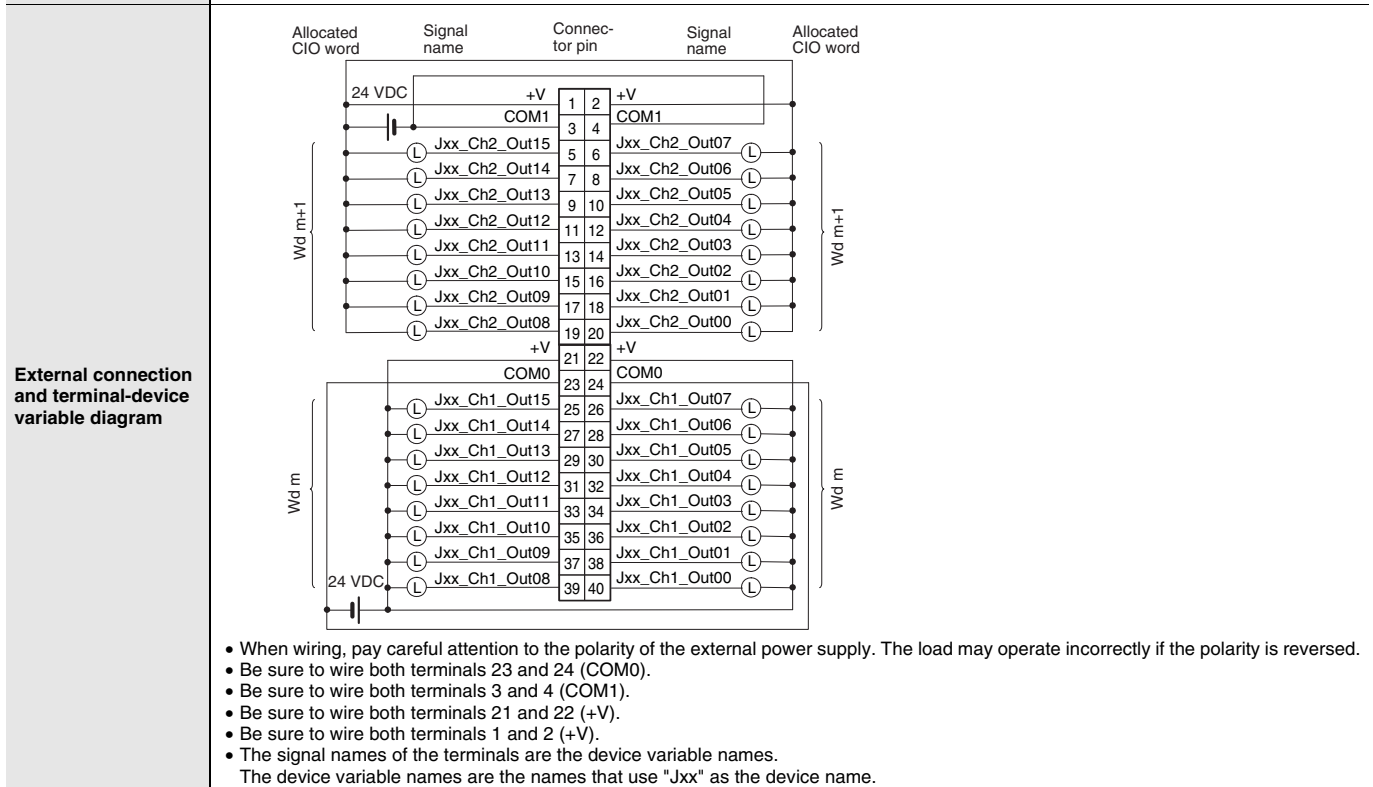 External connection
and terminal-device
variable diagram
Allocated CIO word
Signal name
Connec-tor pin
Signal name
Allocated CIO word
24 VDC
+V 1 2 +V
COM1 3 4 COM1
L Jxx_Ch2_Out15 5 6 Jxx_Ch2_Out07 L
L Jxx_Ch2_Out14 7 8 Jxx_Ch2_Out06 L
L Jxx_Ch2_Out13 9 10 Jxx_Ch2_Out05 L
L Jxx_Ch2_Out12 11 12 Jxx_Ch2_Out04 L
L Jxx_Ch2_Out11 13 14 Jxx_Ch2_Out03 L
L Jxx_Ch2_Out10 15 16 Jxx_Ch2_Out02 L
L Jxx_Ch2_Out09 17 18 Jxx_Ch2_Out01 L
L Jxx_Ch2_Out08 19 20 Jxx_Ch2_Out00 L
Wd m+1
Wd m+1
+V 21 22 +V
COM0 23 24 COM0
L Jxx_Ch1_Out15 25 26 Jxx_Ch1_Out07 L
L Jxx_Ch1_Out14 27 28 Jxx_Ch1_Out06 L
L Jxx_Ch1_Out13 29 30 Jxx_Ch1_Out05 L
L Jxx_Ch1_Out12 31 32 Jxx_Ch1_Out04 L
L Jxx_Ch1_Out11 33 34 Jxx_Ch1_Out03 L
L Jxx_Ch1_Out10 35 36 Jxx_Ch1_Out02 L
L Jxx_Ch1_Out09 37 38 Jxx_Ch1_Out01 L
L Jxx_Ch1_Out08 39 40 Jxx_Ch1_Out00 L
Wd m
Wd m
24 VDC
• When wiring, pay careful attention to the polarity of the external power supply. The load may operate incorrectly if the polarity is reversed.
• Be sure to wire both terminals 23 and 24 (COM0).
• Be sure to wire both terminals 3 and 4 (COM1).
• Be sure to wire both terminals 21 and 22 (+V).
• Be sure to wire both terminals 1 and 2 (+V).
• The signal names of the terminals are the device variable names.
The device variable names are the names that use "Jxx" as the device name.